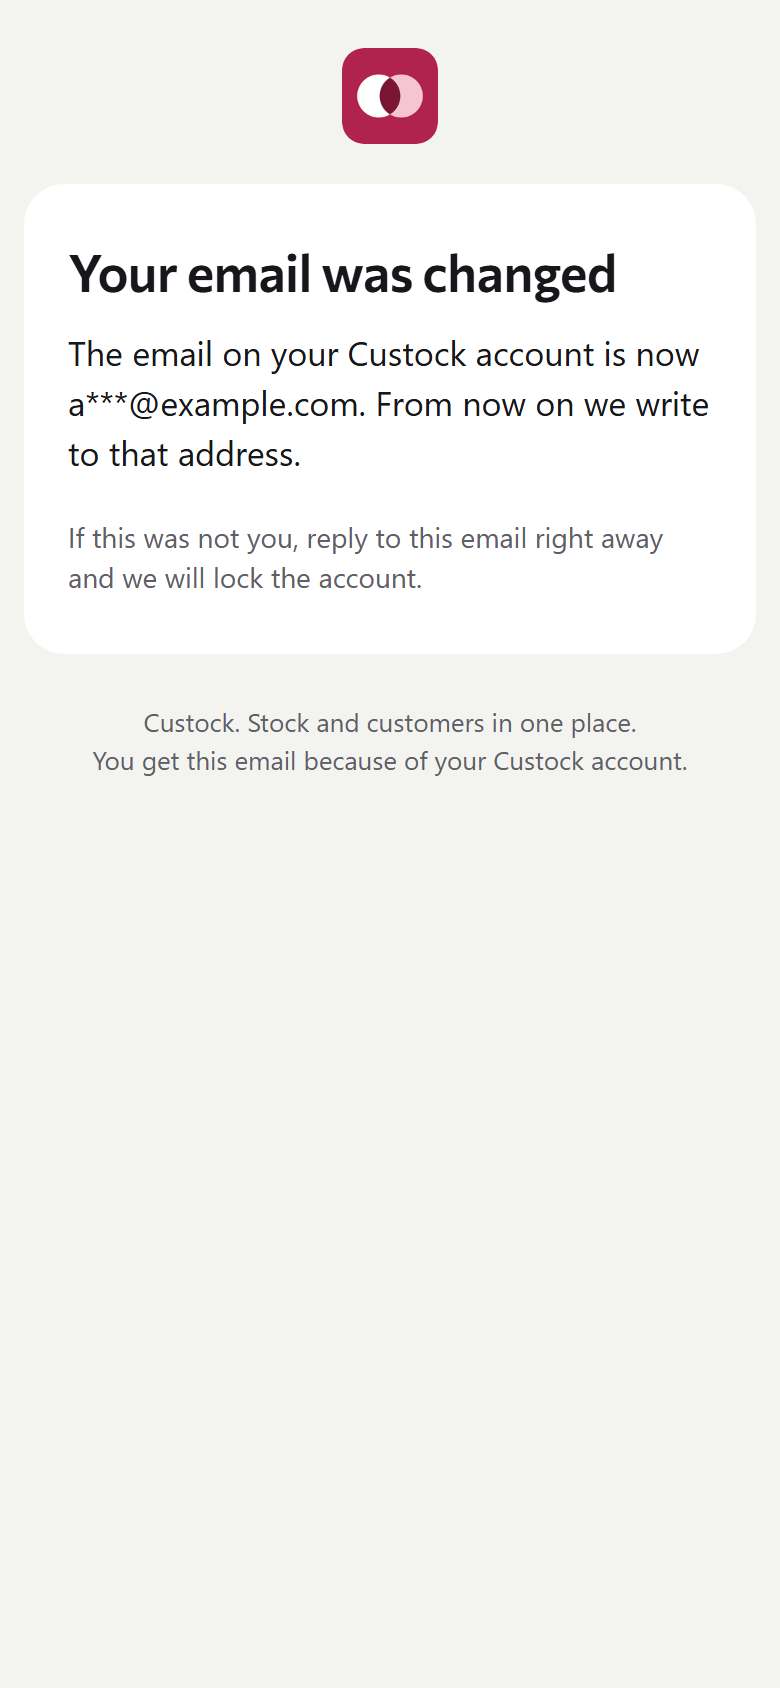 Your email was changed
The email on your Custock account is now
a***@example.com. From now on we write
to that address.
If this was not you, reply to this email right away
and we will lock the account.
Custock. Stock and customers in one place.
You get this email because of your Custock account.